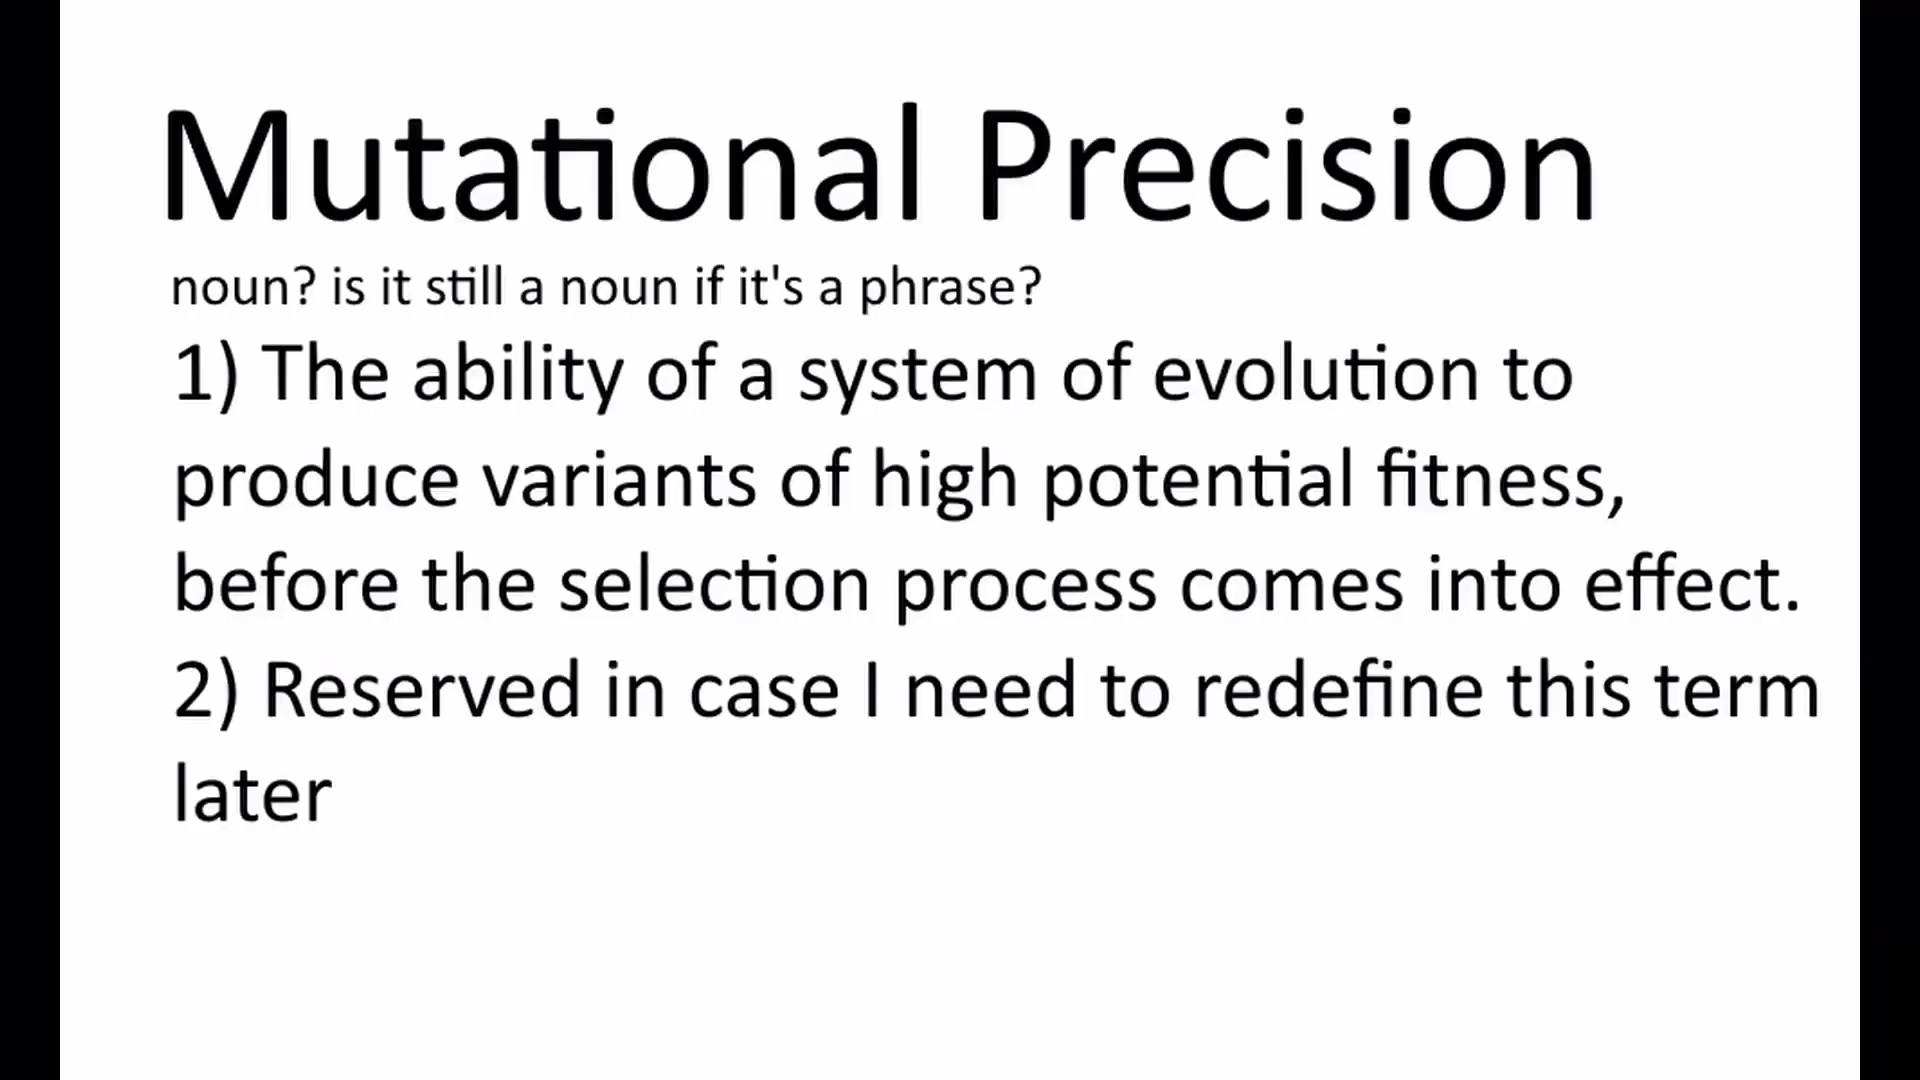 Mutational Precision
noun? is it still a noun if it's a phrase?
1) The ability of a system of evolution to
produce variants of high potential fitness,
before the selection process comes into effect.
2) Reserved in case I need to redefine this term
later